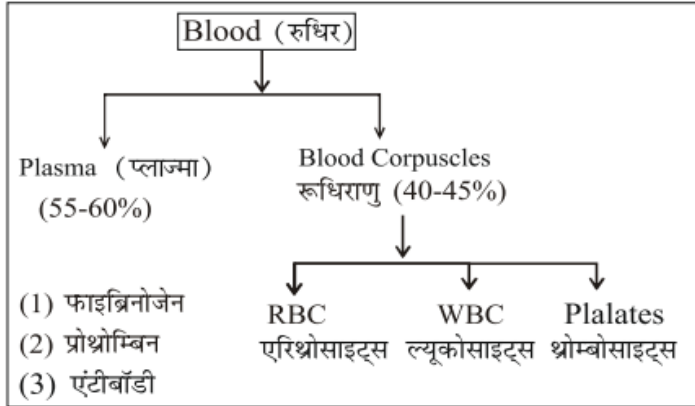 Blood (रुधिर)
Plasma (प्लाज्मा)
(55-60%)
Blood Corpuscles
रूधिराणु (40-45%)
(1) फाइब्रिनोजेन
(2) प्रोथ्रोम्बिन
(3) एंटीबॉडी
RBC
एरिथ्रोसाइट्स
WBC
ल्यूकोसाइट्स
Plalates
थ्रोम्बोसाइट्स